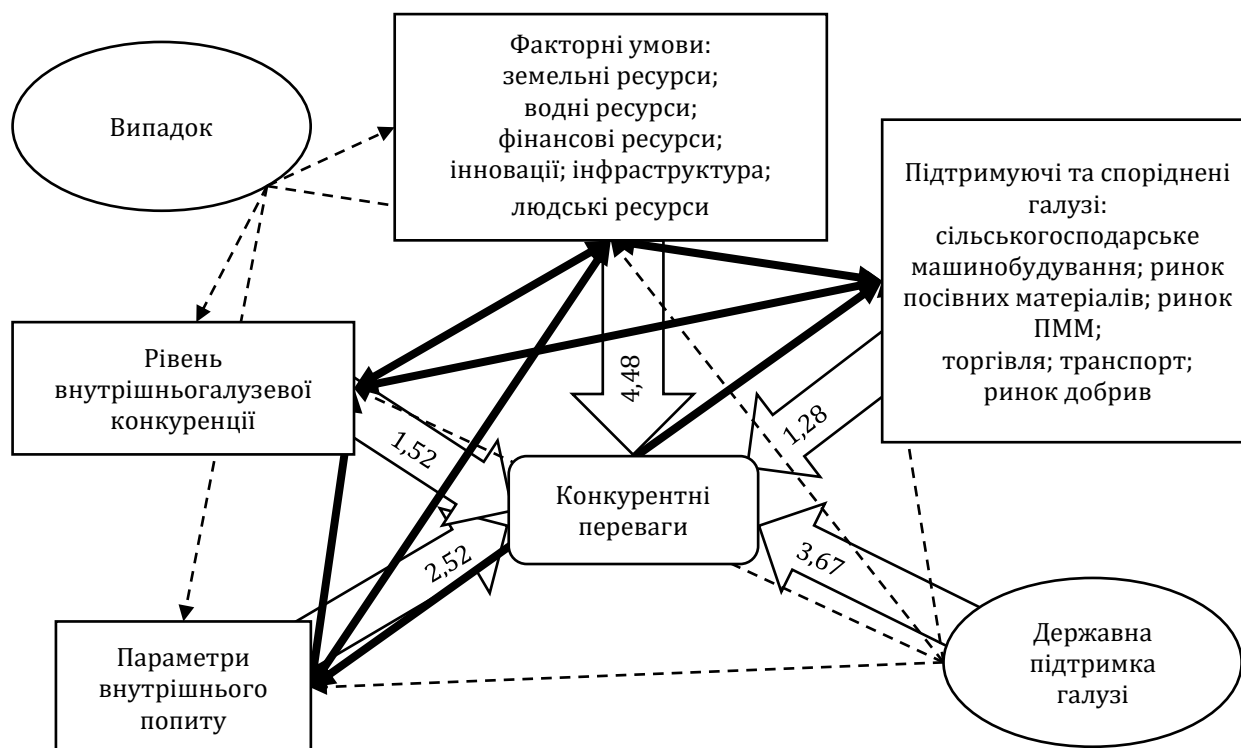 Випадок
Факторні умови:
земельні ресурси;
водні ресурси;
фінансові ресурси;
інновації; інфраструктура;
людські ресурси
Підтримуючі та споріднені
галузі:
сільськогосподарське
машинобудування; ринок
посівних матеріалів; ринок
ПММ;
торгівля; транспорт;
ринок добрив
Рівень
внутрішньогалузевої
конкуренції
4,48
1,28
1,52
Конкурентні
переваги
2,52
3,67
Параметри
внутрішнього
попиту
Державна
підтримка
галузі